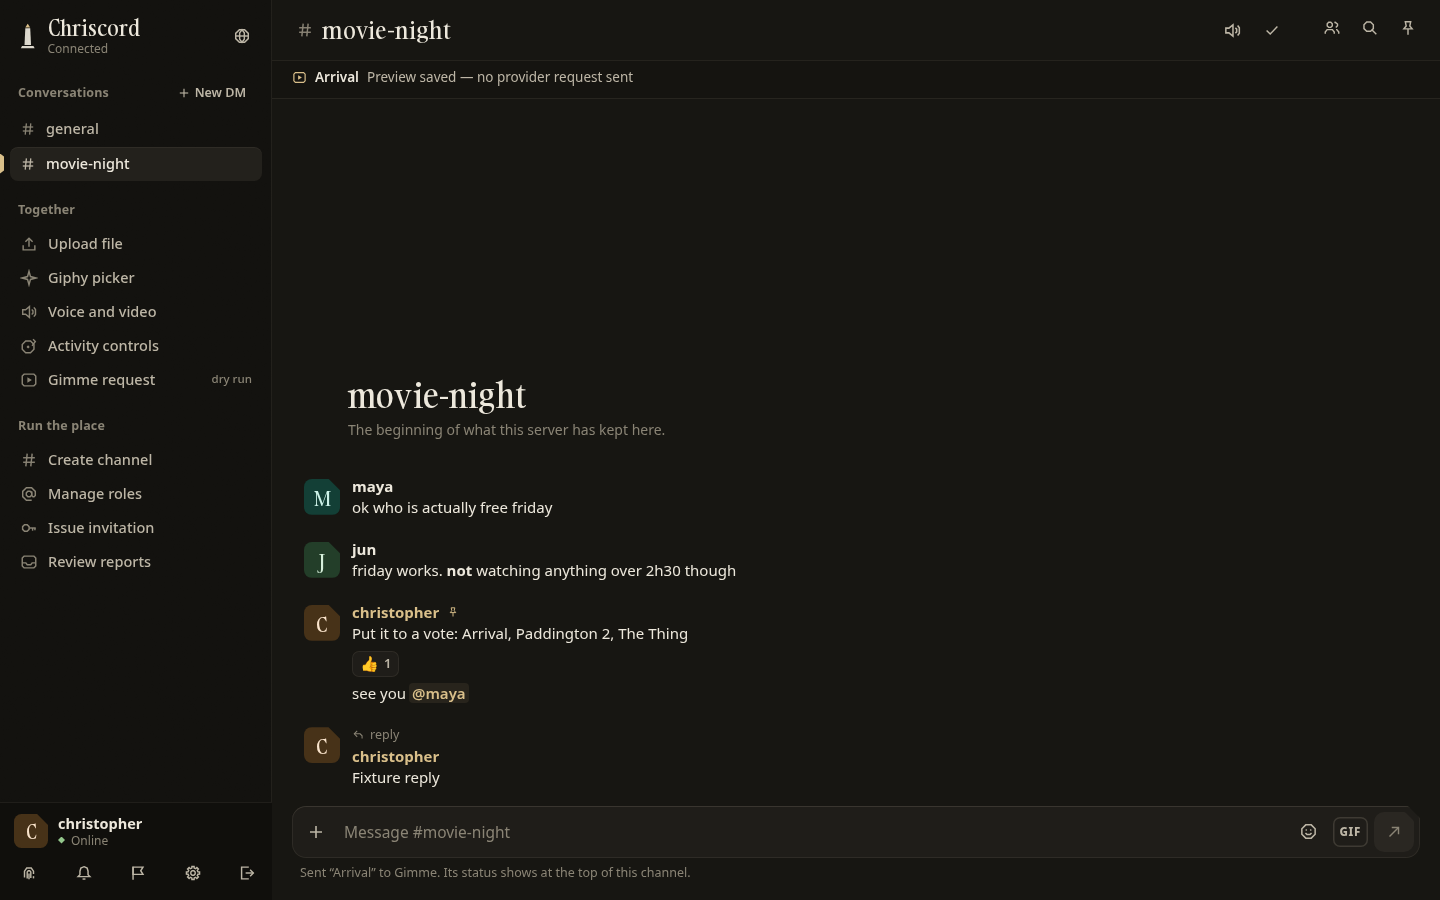 Chriscord
Connected
Conversations
+ New DM
# general
# movie-night
Together
Upload file
Giphy picker
Voice and video
Activity controls
Gimme request dry run
Run the place
# Create channel
Manage roles
Issue invitation
Review reports
C
christopher
Online
# movie-night
Arrival Preview saved — no provider request sent
movie-night
The beginning of what this server has kept here.
M
maya
ok who is actually free friday
J
jun
friday works. not watching anything over 2h30 though
C
christopher
Put it to a vote: Arrival, Paddington 2, The Thing
👍 1
see you @maya
reply
C
christopher
Fixture reply
+ Message #movie-night GIF
Sent “Arrival” to Gimme. Its status shows at the top of this channel.